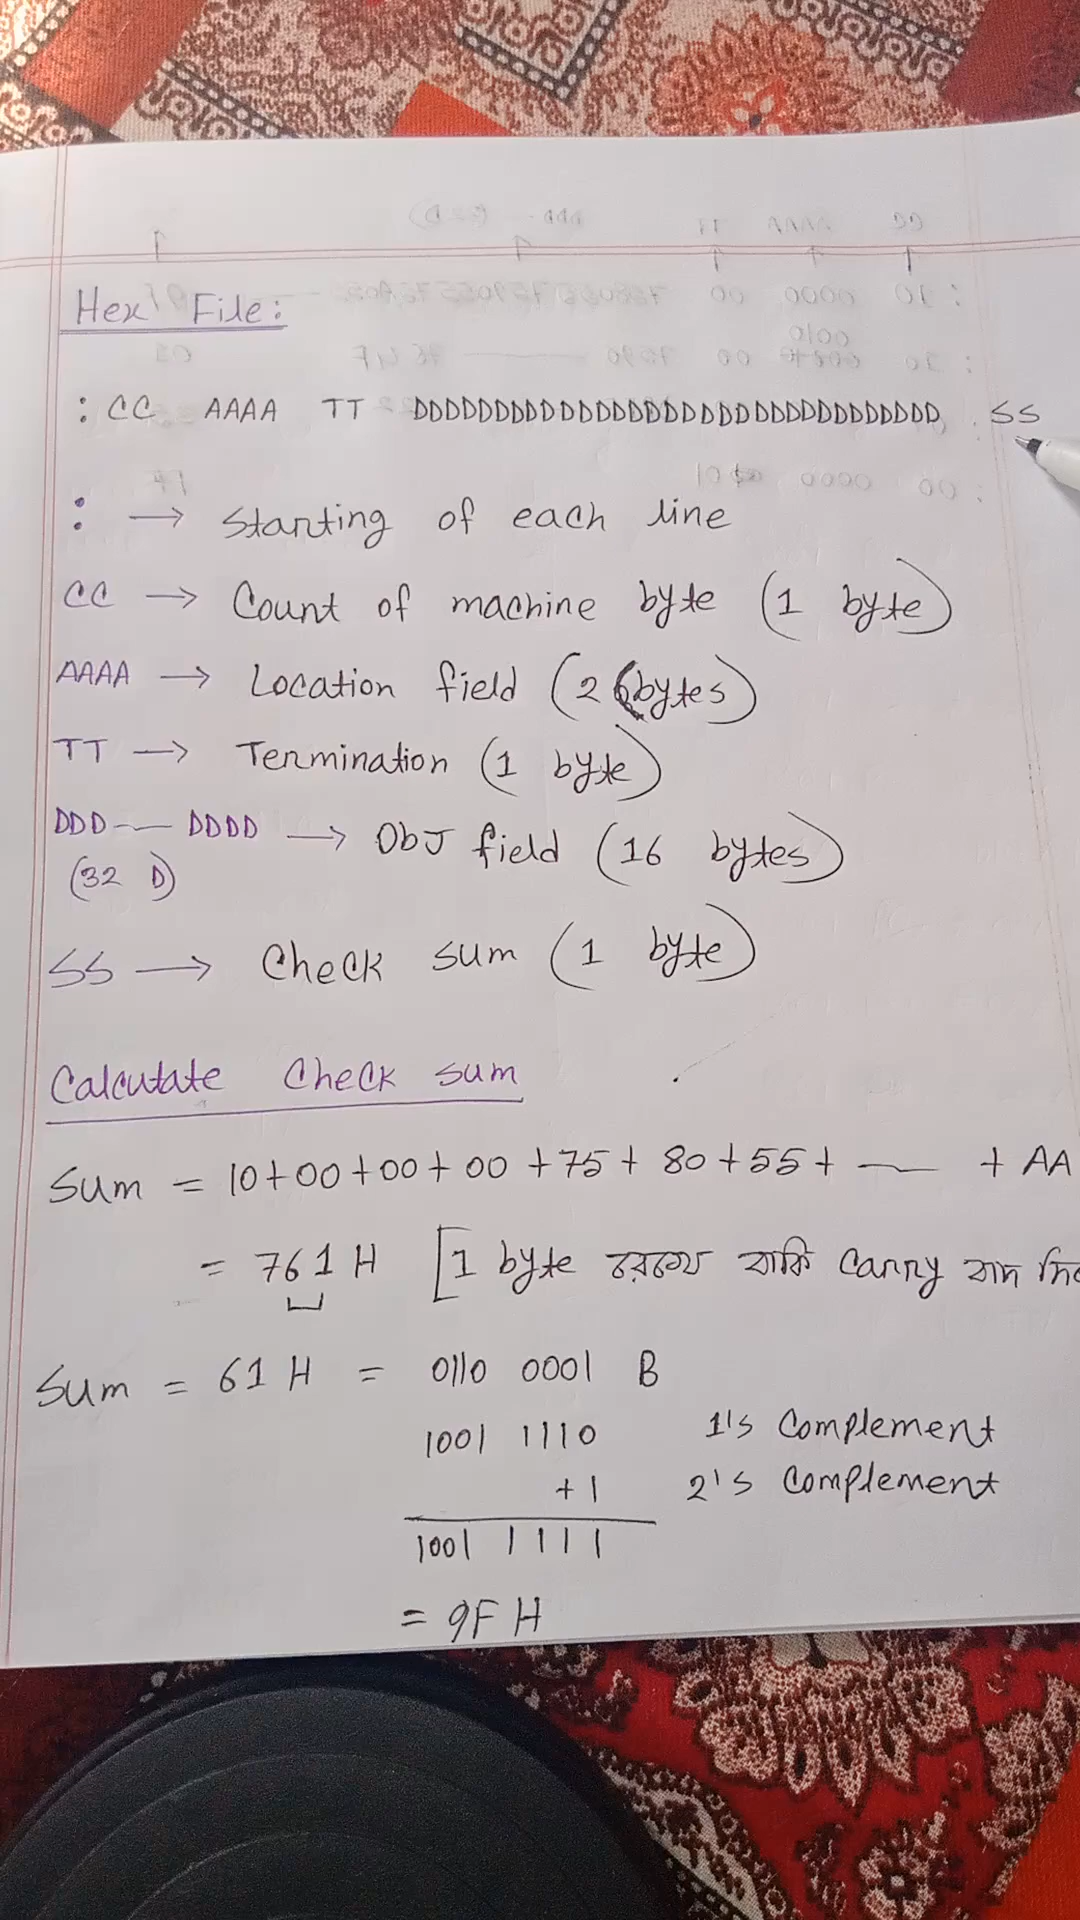 Hex File:
: CC AAAA TT DDDDDDDDDDDDDDDDDDDDDDDDDDDDDDDD SS
: → Starting of each line
CC → Count of machine byte (1 byte)
AAAA → Location field (2 bytes)
TT → Termination (1 byte)
DDD — DDDD → Obj field (16 bytes)
(32 D)
SS → Check sum (1 byte)
Calculate Check sum
Sum = 10+00+00+00+75+80+55+ — + AA
= 761 H [1 byte বাকি carry বাদ
Sum = 61 H = 0110 0001 B
1001 1110 1's Complement
+1 2's Complement
1001 1111
= 9F H